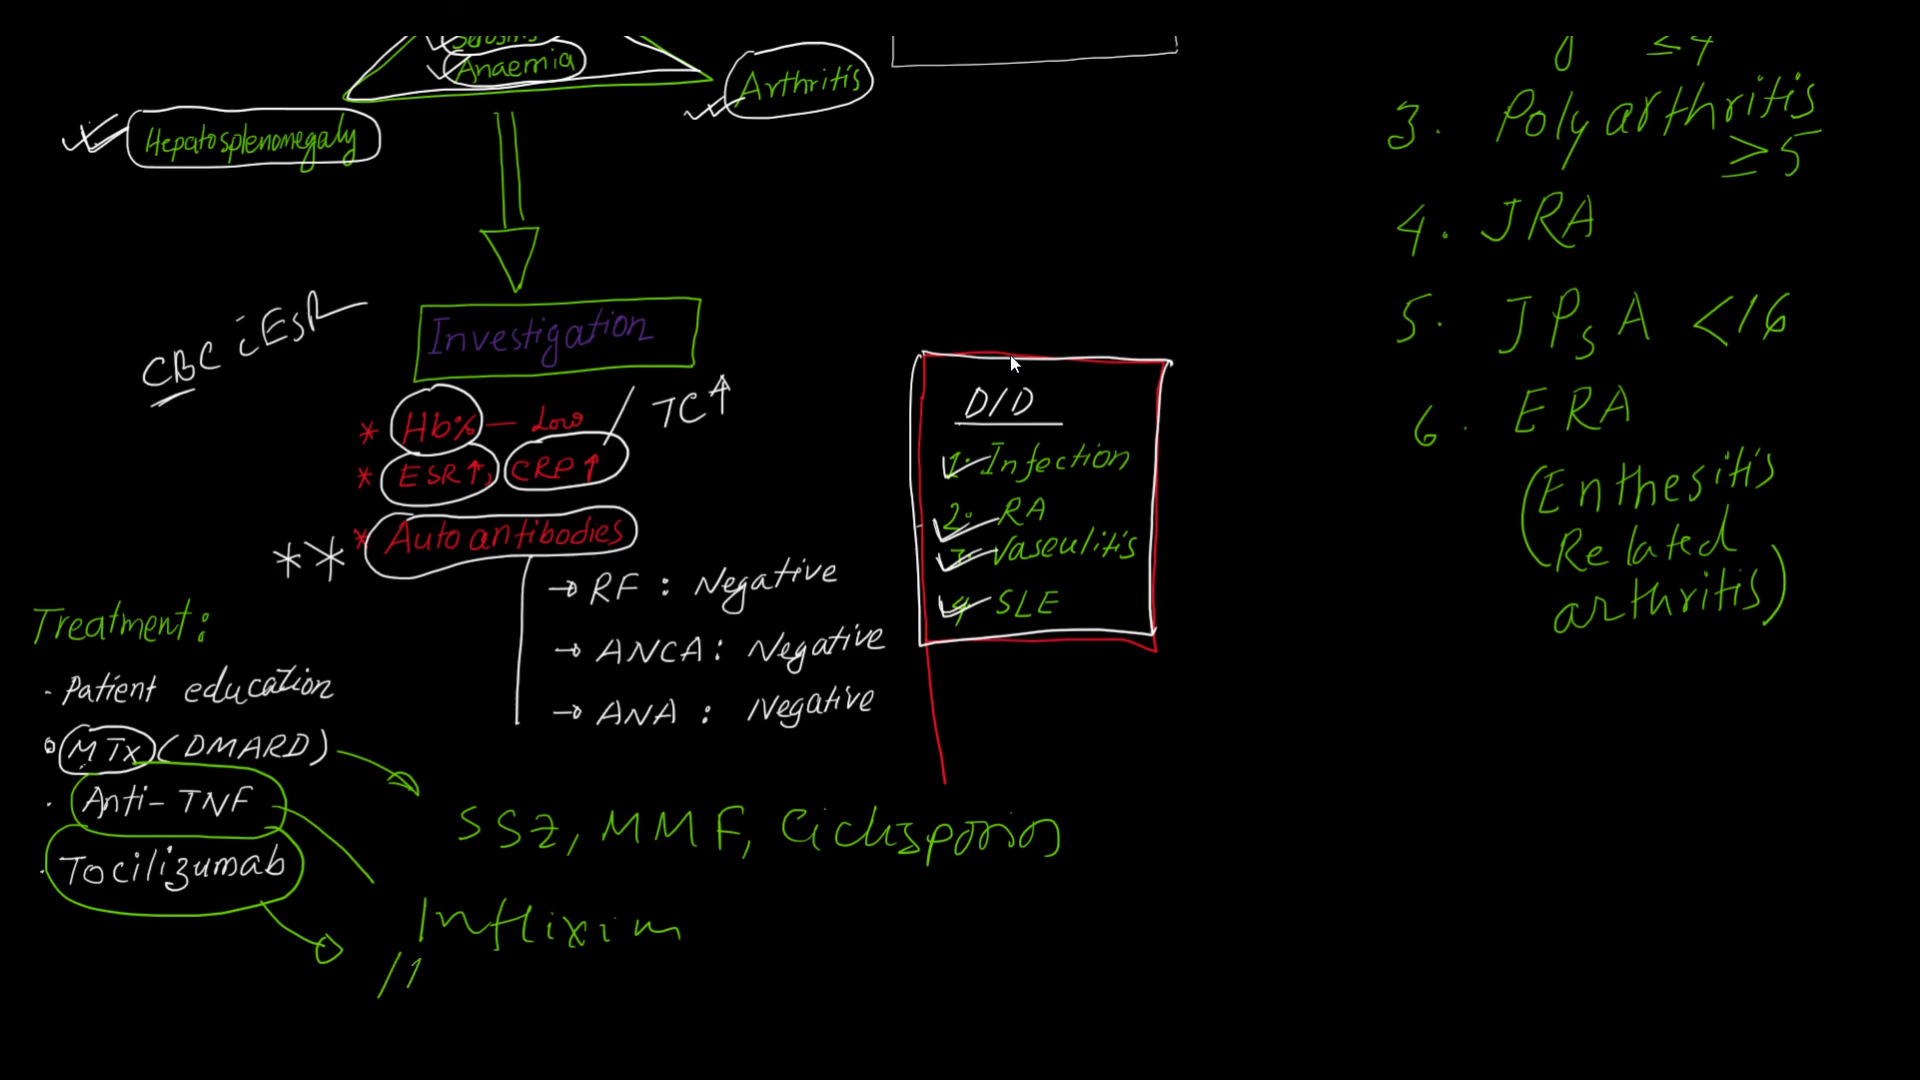 Anaemia
Arthritis
Hepatosplenomegaly
CBC ē ESR
Investigation
* Hb% — Low
TC↑
* ESR↑, CRP↑
** * Autoantibodies
→ RF : Negative
→ ANCA : Negative
→ ANA : Negative
Treatment:
- Patient education
• MTx (DMARD)
• Anti-TNF
• Tocilizumab
SSZ, MMF,
Inflixim
D/D
1. Infection
2. RA
3. Vasculitis
4 SLE
≤4
3. Polyarthritis
≥5
4. JRA
5. JPsA <16
6. ERA
(Enthesitis
Related
arthritis)